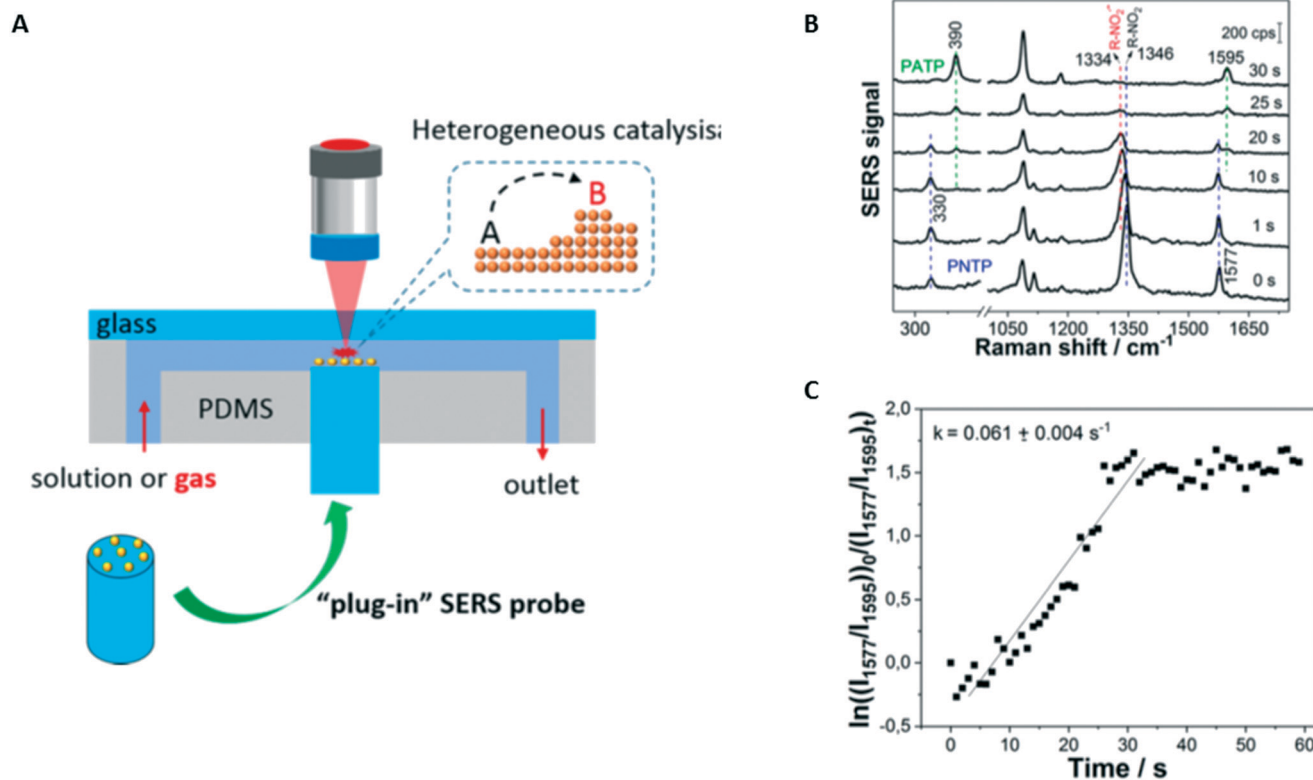 A
Heterogeneous catalysis
A
B
glass
PDMS
solution or gas
outlet
“plug-in” SERS probe
B
SERS signal
200 cps
PATP
390
1334
R-NO₂⁻
R-NO₂
1346
1595
30 s
25 s
20 s
10 s
1 s
0 s
330
PNTP
1577
300
1050
1200
1350
1500
1650
Raman shift / cm⁻¹
C
ln((I₁₅₇₇/I₁₅₉₅)₀/(I₁₅₇₇/I₁₅₉₅)ₜ)
k = 0.061 ± 0.004 s⁻¹
2,0
1,5
1,0
0,5
0,0
-0,5
0
10
20
30
40
50
60
Time / s